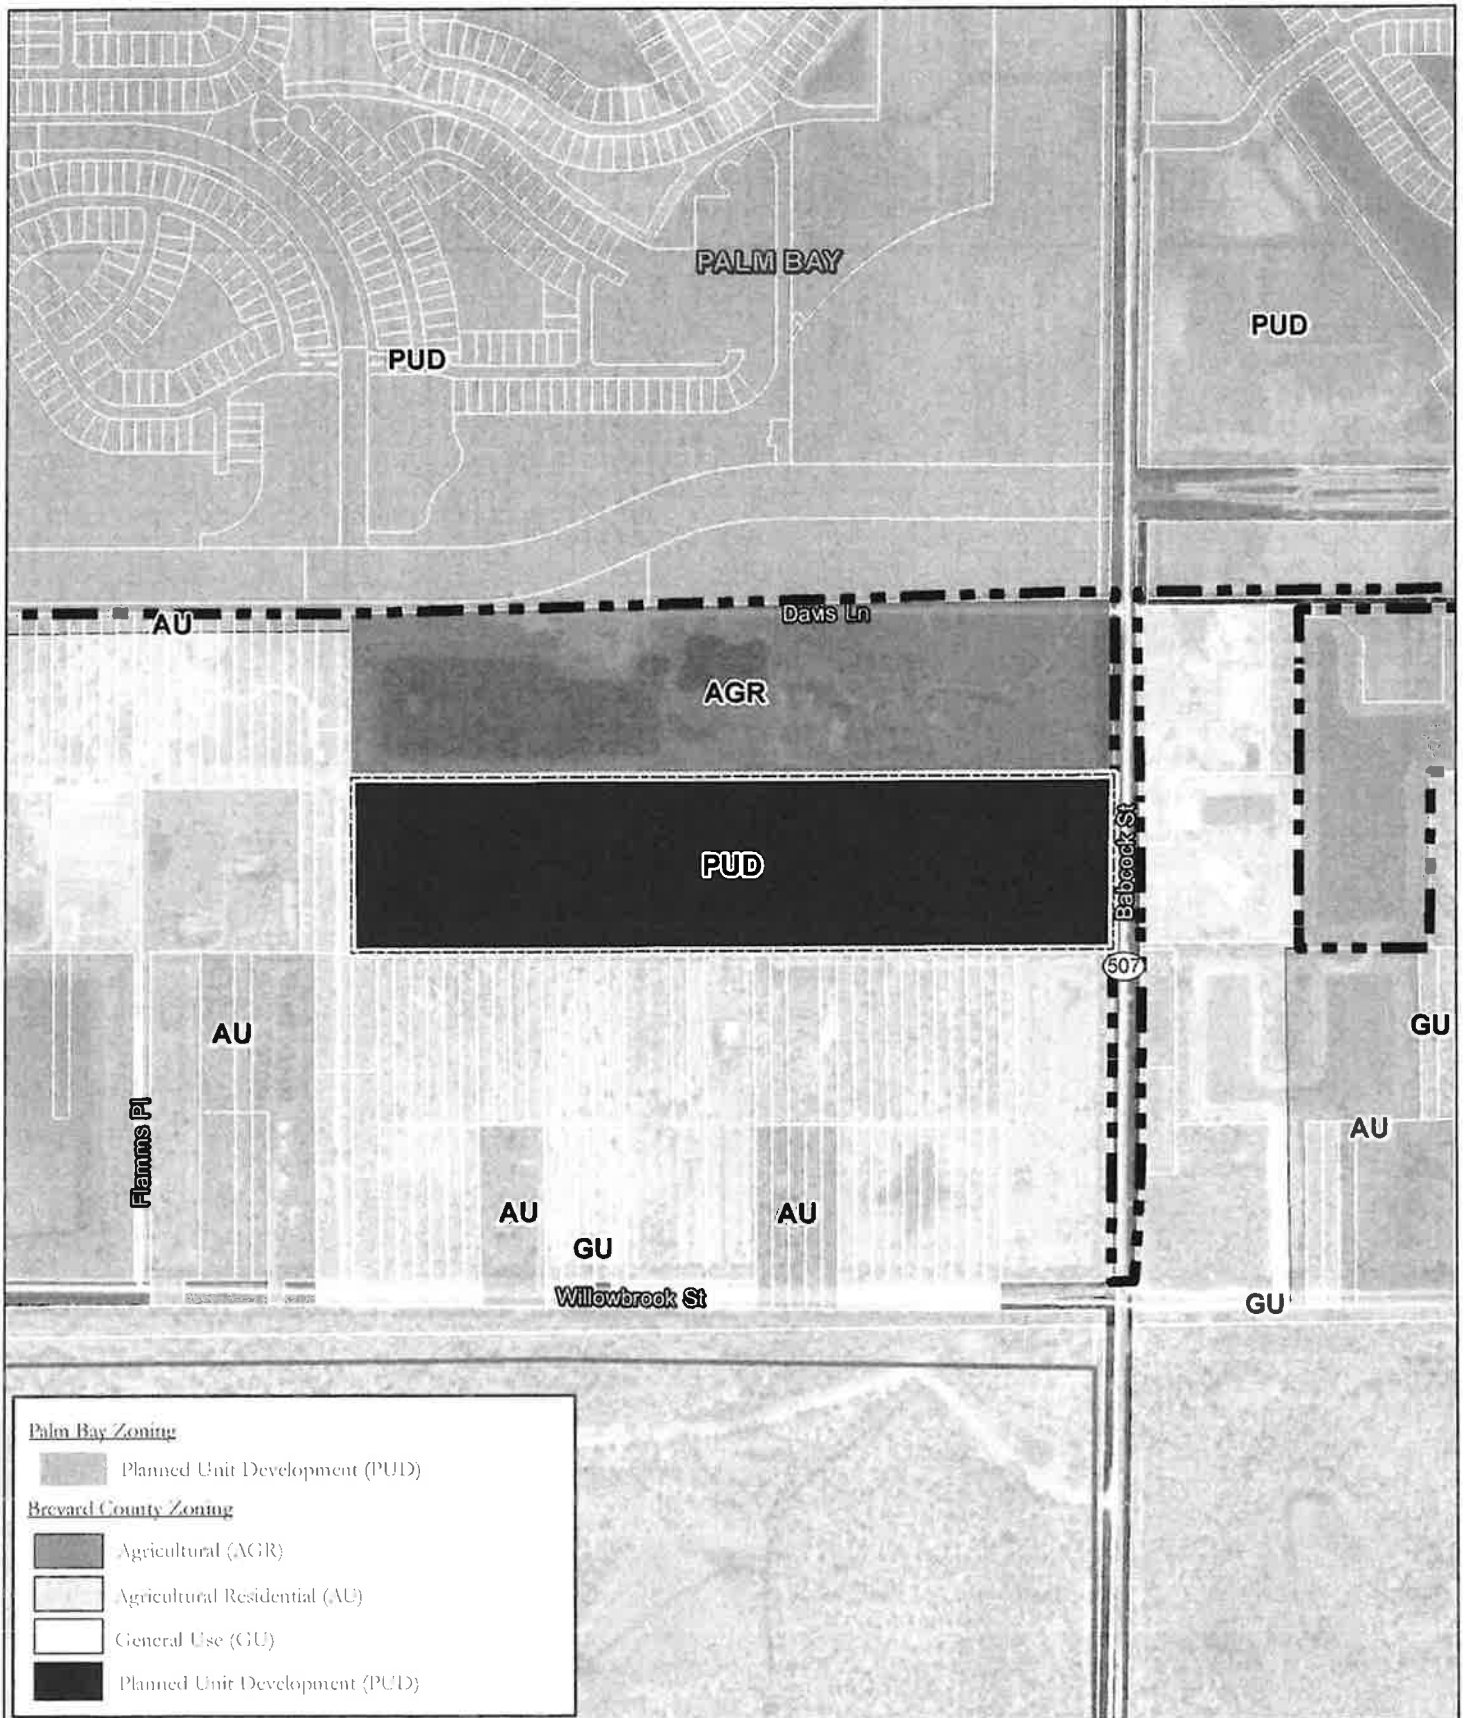 PALM BAY
PUD
PUD
AU
Davis Ln
AGR
PUD
Babcock St
507
AU
GU
Flamms Pl
AU
AU
AU
GU
Willowbrook St
GU
Palm Bay Zoning
Planned Unit Development (PUD)
Brevard County Zoning
Agricultural (AGR)
Agricultural Residential (AU)
General Use (GU)
Planned Unit Development (PUD)